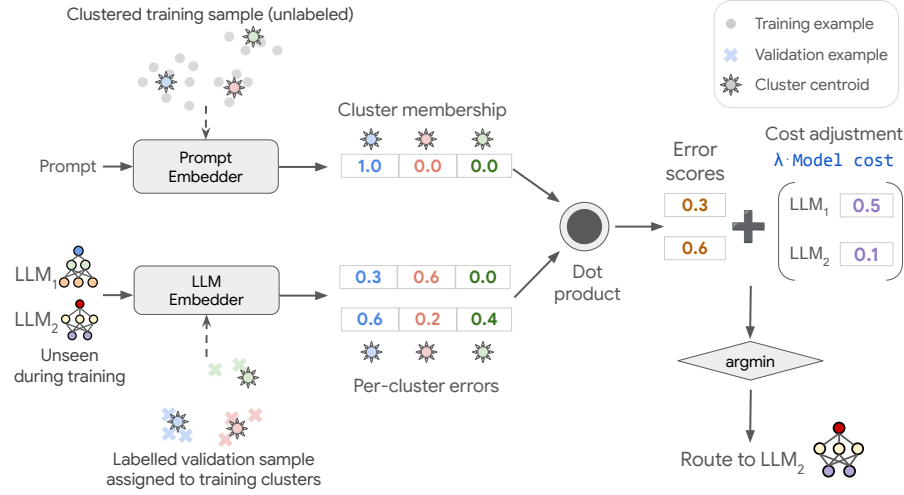 Clustered training sample (unlabeled)
Training example
Validation example
Cluster centroid
Prompt
Prompt
Embedder
Cluster membership
1.0 0.0 0.0
Error
scores
0.3
0.6
Cost adjustment
λ·Model cost
LLM1 0.5
LLM2 0.1
Dot
product
LLM1
LLM2
Unseen
during training
LLM
Embedder
0.3 0.6 0.0
0.6 0.2 0.4
Per-cluster errors
Labelled validation sample
assigned to training clusters
argmin
Route to LLM2